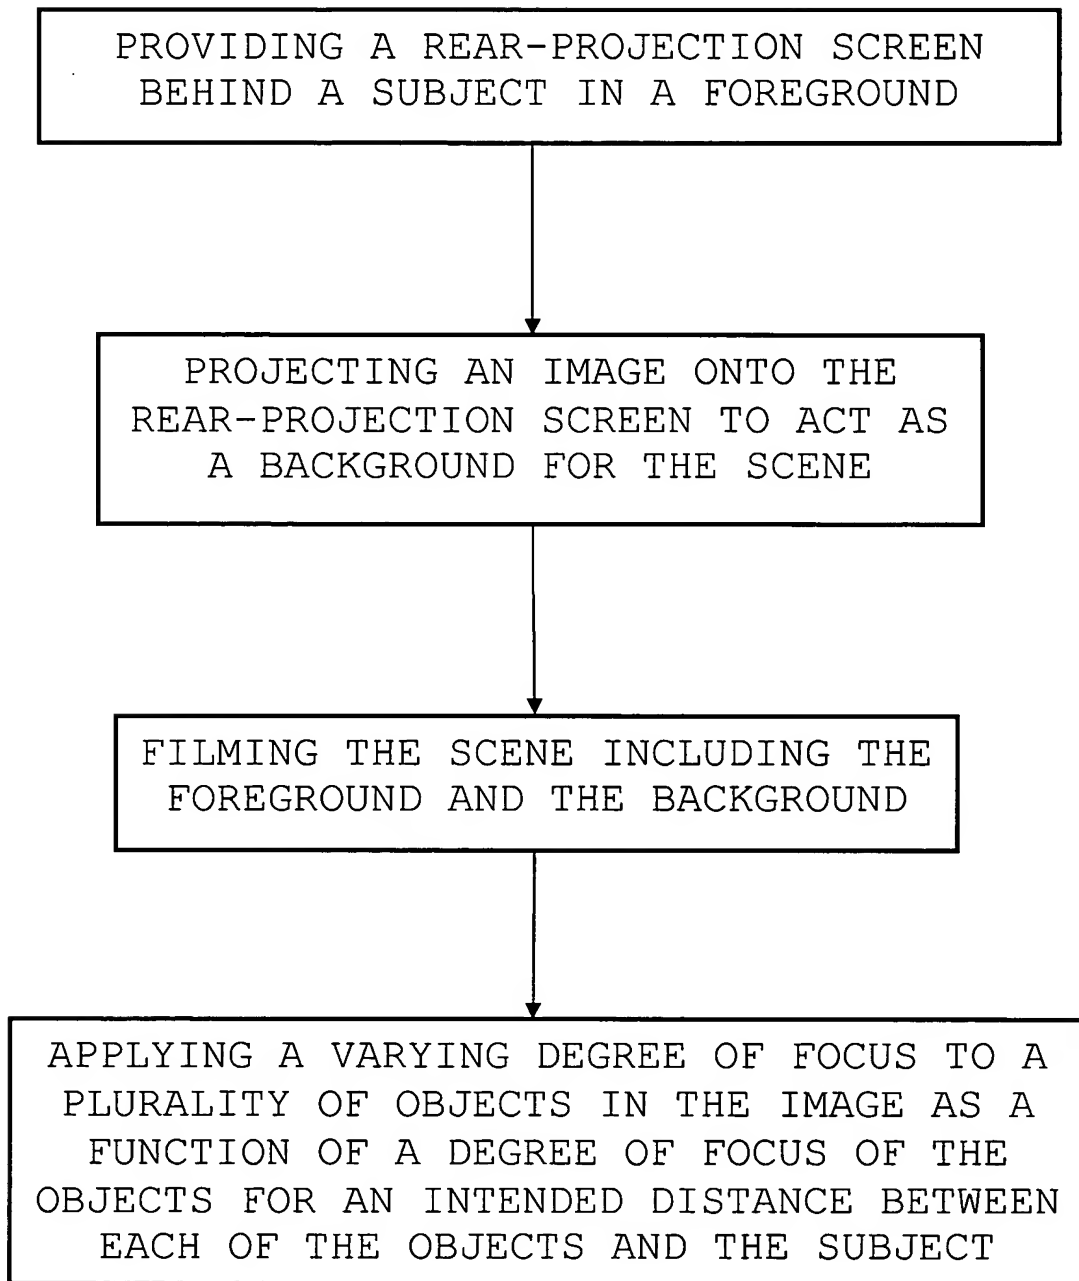 PROVIDING A REAR-PROJECTION SCREEN
BEHIND A SUBJECT IN A FOREGROUND
PROJECTING AN IMAGE ONTO THE
REAR-PROJECTION SCREEN TO ACT AS
A BACKGROUND FOR THE SCENE
FILMING THE SCENE INCLUDING THE
FOREGROUND AND THE BACKGROUND
APPLYING A VARYING DEGREE OF FOCUS TO A
PLURALITY OF OBJECTS IN THE IMAGE AS A
FUNCTION OF A DEGREE OF FOCUS OF THE
OBJECTS FOR AN INTENDED DISTANCE BETWEEN
EACH OF THE OBJECTS AND THE SUBJECT